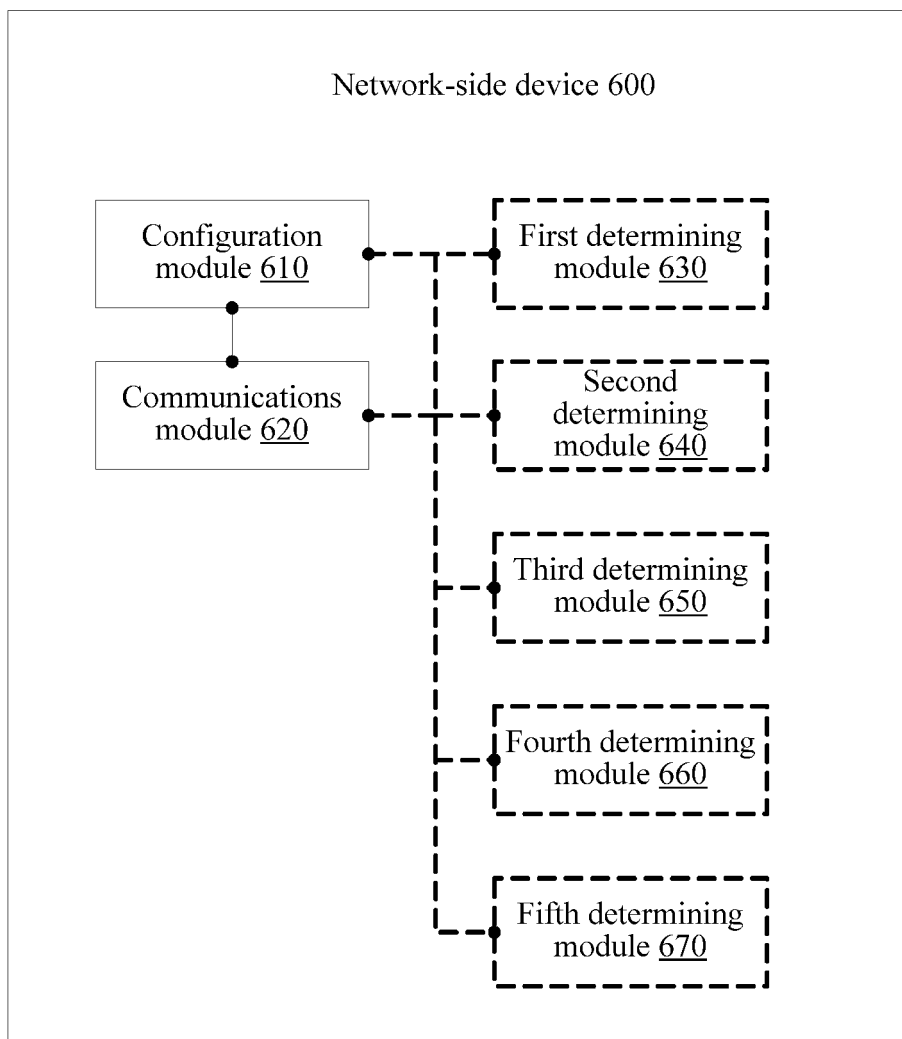 Network-side device 600
Configuration
module 610
First determining
module 630
Communications
module 620
Second
determining
module 640
Third determining
module 650
Fourth determining
module 660
Fifth determining
module 670